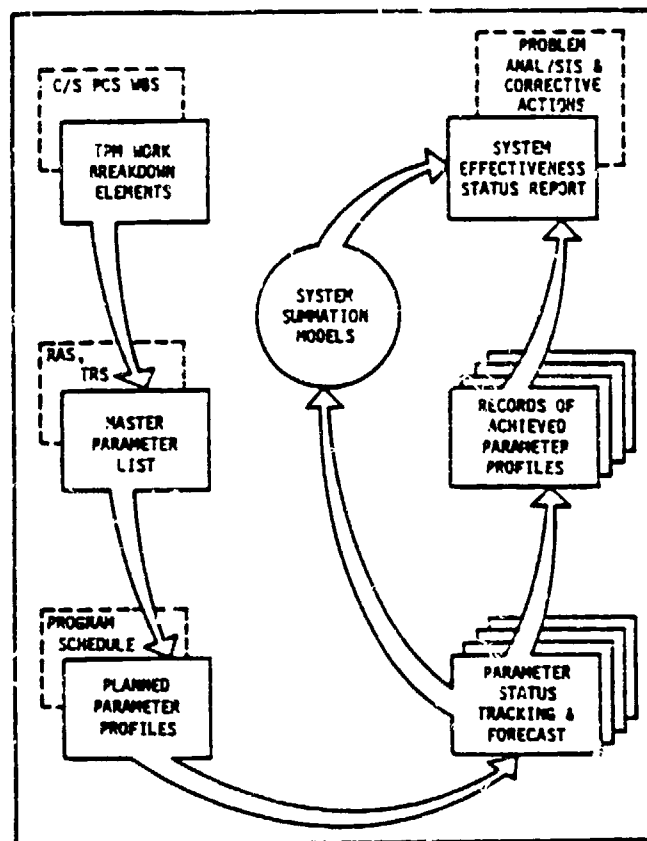 C/S PCS WBS
TPM WORK
BREAKDOWN
ELEMENTS
RAS,
TRS
MASTER
PARAMETER
LIST
PROGRAM
SCHEDULE
PLANNED
PARAMETER
PROFILES
PROBLEM
ANALYSIS &
CORRECTIVE
ACTIONS
SYSTEM
EFFECTIVENESS
STATUS REPORT
SYSTEM
SUMMATION
MODELS
RECORDS OF
ACHIEVED
PARAMETER
PROFILES
PARAMETER
STATUS
TRACKING &
FORECAST